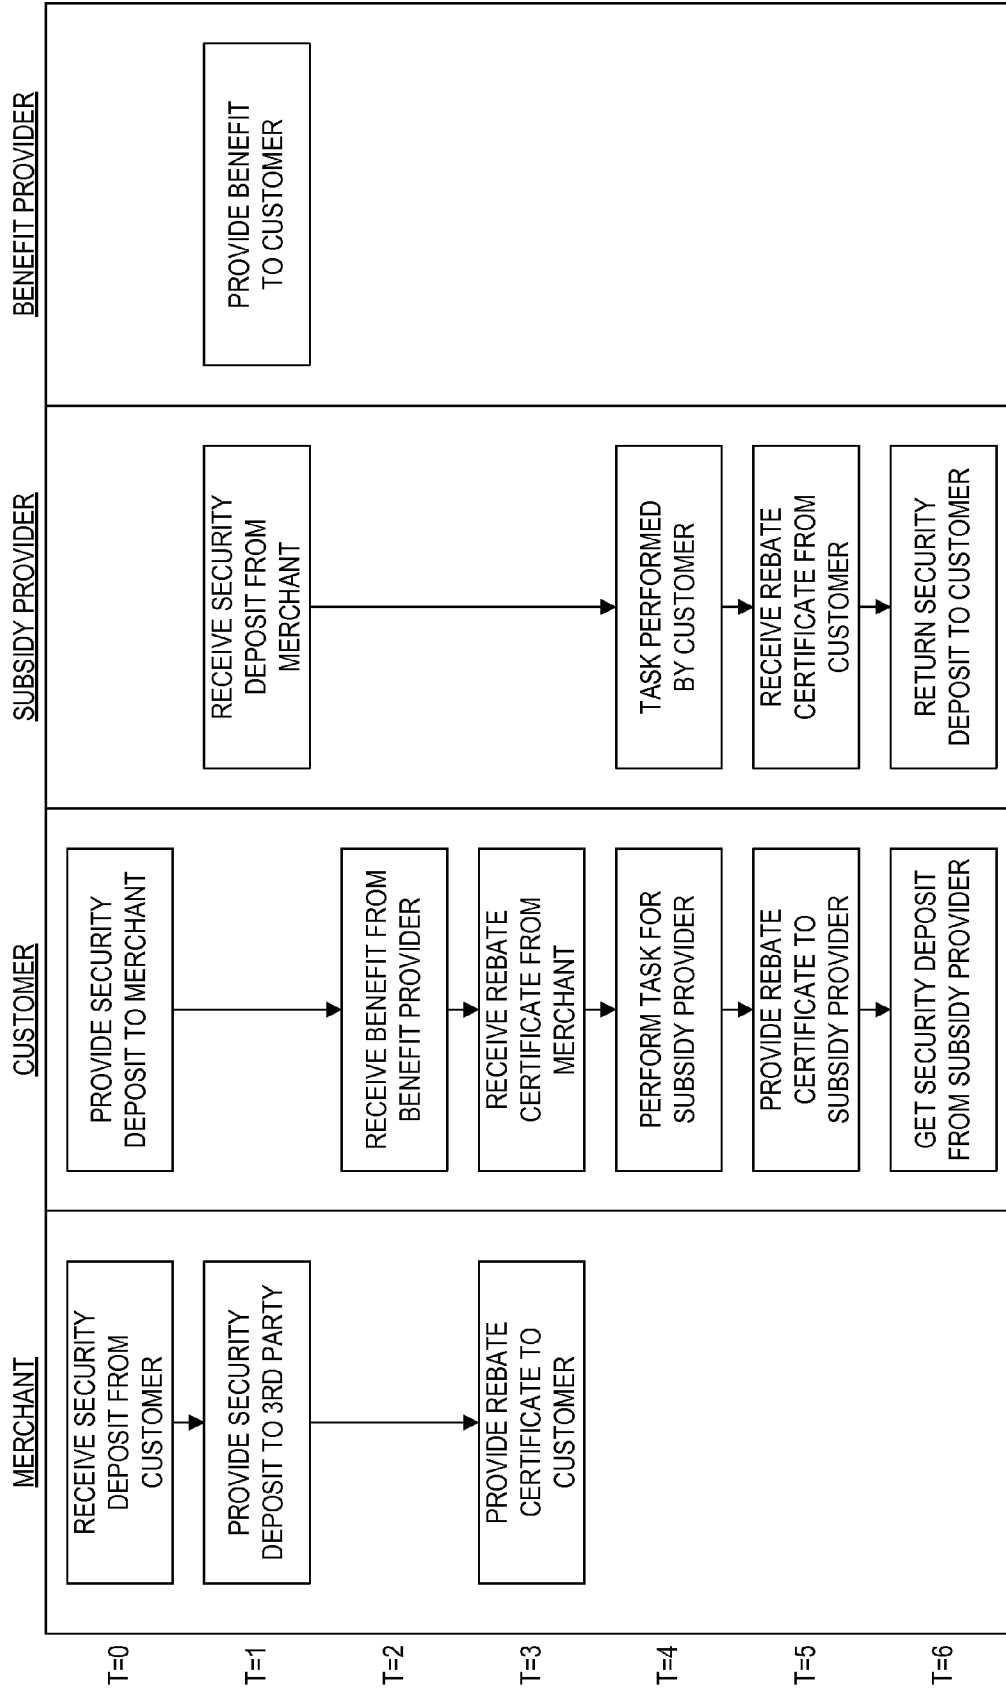 MERCHANT
CUSTOMER
SUBSIDY PROVIDER
BENEFIT PROVIDER
T=0
RECEIVE SECURITY
DEPOSIT FROM
CUSTOMER
PROVIDE SECURITY
DEPOSIT TO MERCHANT
T=1
PROVIDE SECURITY
DEPOSIT TO 3RD PARTY
RECEIVE SECURITY
DEPOSIT FROM
MERCHANT
PROVIDE BENEFIT
TO CUSTOMER
T=2
RECEIVE BENEFIT FROM
BENEFIT PROVIDER
T=3
PROVIDE REBATE
CERTIFICATE TO
CUSTOMER
RECEIVE REBATE
CERTIFICATE FROM
MERCHANT
T=4
PERFORM TASK FOR
SUBSIDY PROVIDER
TASK PERFORMED
BY CUSTOMER
T=5
PROVIDE REBATE
CERTIFICATE TO
SUBSIDY PROVIDER
RECEIVE REBATE
CERTIFICATE FROM
CUSTOMER
T=6
GET SECURITY DEPOSIT
FROM SUBSIDY PROVIDER
RETURN SECURITY
DEPOSIT TO CUSTOMER